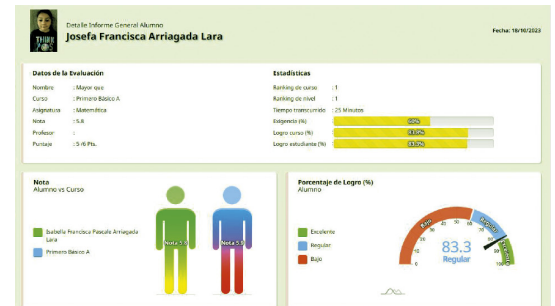 THINK
Detalle Informe General Alumno
Josefa Francisca Arriagada Lara
Fecha: 18/10/2023
Datos de la Evaluación
Nombre : Mayor que
Curso : Primero Básico A
Asignatura : Matemática
Nota : 5.8
Profesor :
Puntaje : 5 /6 Pts.
Estadísticas
Ranking de curso : 1
Ranking de nivel : 1
Tiempo transcurrido : 25 Minutos
Exigencia (%) 60%
Logro curso (%) 83.3%
Logro estudiante (%) 83.3%
Nota
Alumno vs Curso
Isabella Francisca Pascale Arriagada
Lara
Primero Básico A
Nota 5.8
Nota 5.8
Porcentaje de Logro (%)
Alumno
Excelente
Regular
Bajo
Bajo
Regular
83.3
Regular